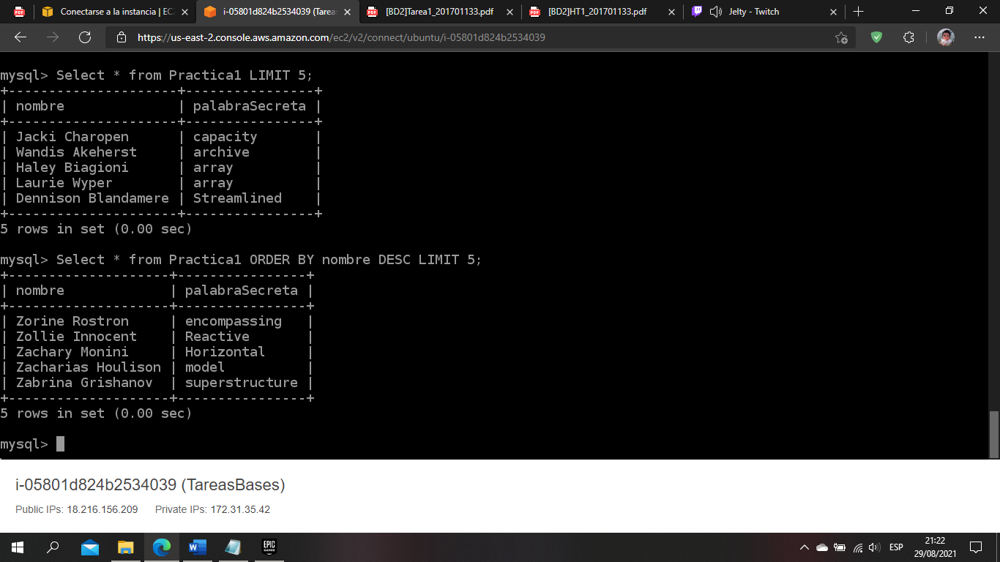 Conectarse a la instancia | EC
i-05801d824b2534039 (Tarea
[BD2]Tarea1_201701133.pdf
[BD2]HT1_201701133.pdf
Jelty - Twitch
https://us-east-2.console.aws.amazon.com/ec2/v2/connect/ubuntu/i-05801d824b2534039
mysql> Select * from Practica1 LIMIT 5;
+---------------------+---------------+
| nombre              | palabraSecreta |
+---------------------+----------------+
| Jacki Charopen      | capacity       |
| Wandis Akeherst     | archive        |
| Haley Biagioni      | array          |
| Laurie Wyper        | array          |
| Dennison Blandamere | Streamlined    |
+---------------------+----------------+
5 rows in set (0.00 sec)
mysql> Select * from Practica1 ORDER BY nombre DESC LIMIT 5;
+--------------------+----------------+
| nombre             | palabraSecreta |
+--------------------+----------------+
| Zorine Rostron     | encompassing   |
| Zollie Innocent    | Reactive       |
| Zachary Monini     | Horizontal     |
| Zacharias Houlison | model          |
| Zabrina Grishanov  | superstructure |
+--------------------+----------------+
5 rows in set (0.00 sec)
mysql>
i-05801d824b2534039 (TareasBases)
Public IPs: 18.216.156.209 Private IPs: 172.31.35.42
EPIC GAMES
ESP
21:22
29/08/2021